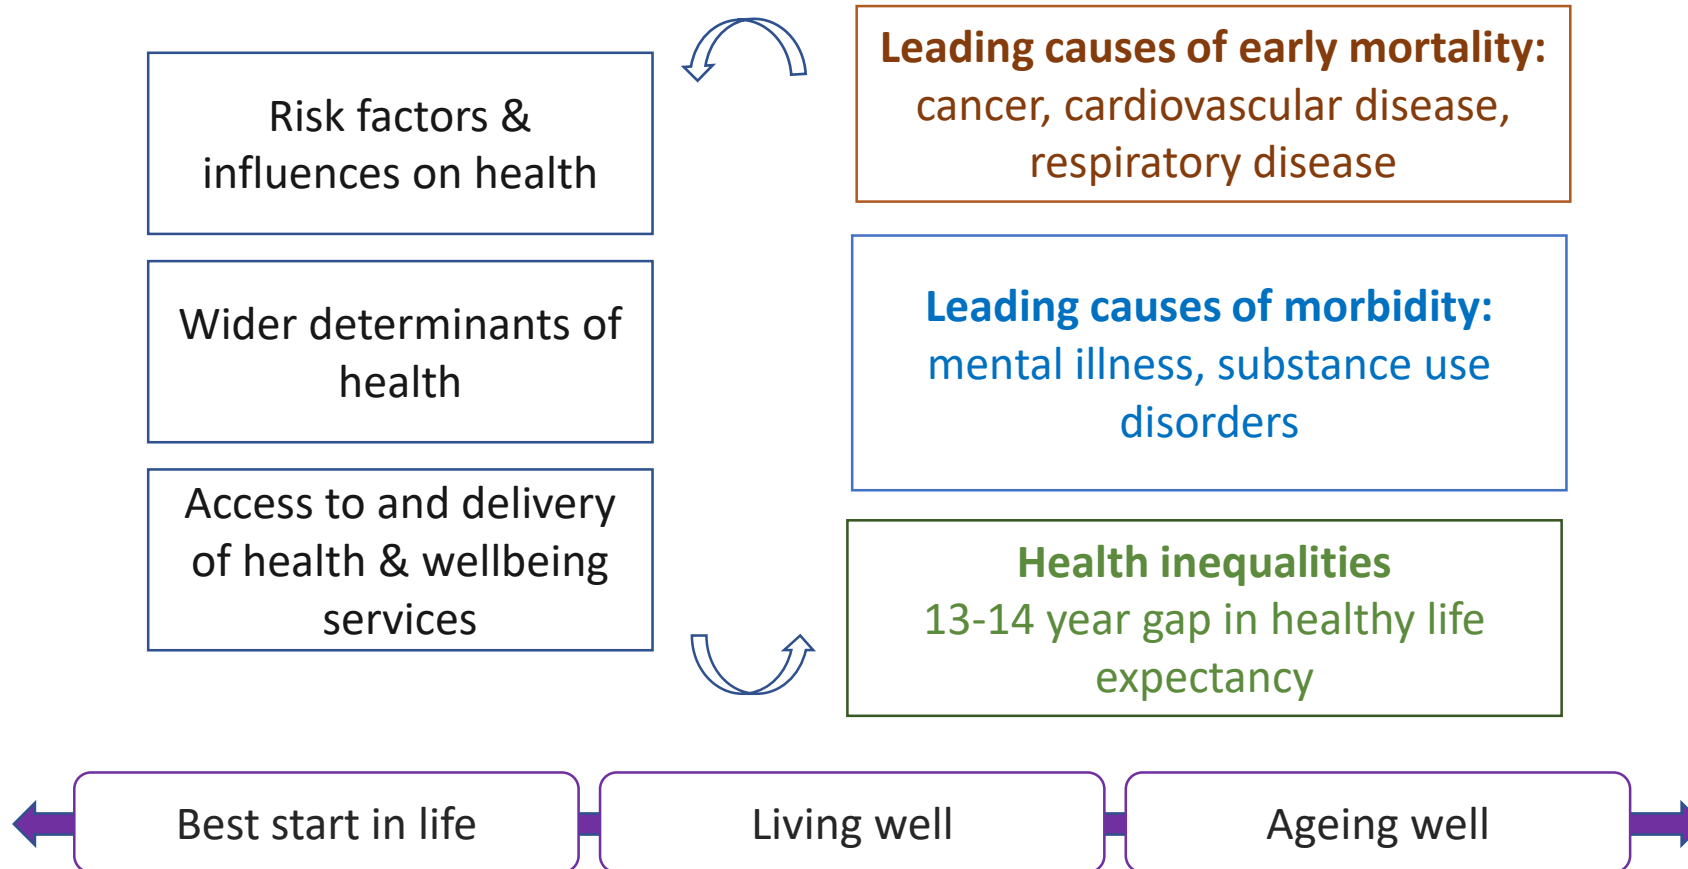 Risk factors &
influences on health
Wider determinants of
health
Access to and delivery
of health & wellbeing
services
Leading causes of early mortality:
cancer, cardiovascular disease,
respiratory disease
Leading causes of morbidity:
mental illness, substance use
disorders
Health inequalities
13-14 year gap in healthy life
expectancy
Best start in life
Living well
Ageing well